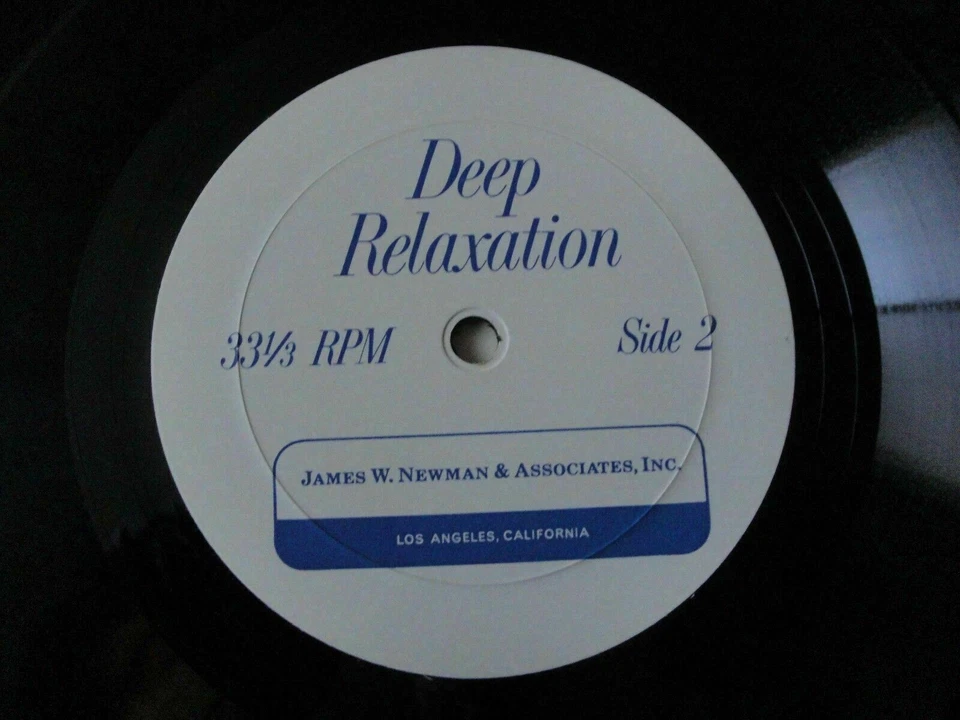 Deep
Relaxation
33⅓ RPM
Side 2
JAMES W. NEWMAN & ASSOCIATES, INC.
LOS ANGELES, CALIFORNIA